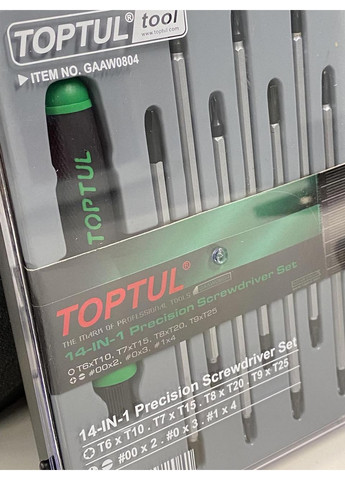 TOPTUL® tool
www.toptul.com
▶ITEM NO. GAAW0804
TOPTUL
TOPTUL®
THE MARK OF PROFESSIONAL TOOLS
14-IN-1 Precision Screwdriver Set
T6xT10, T7xT15, T8xT20, T9xT25
#00x2, #0x3, #1x4
14-IN-1 Precision Screwdriver Set
T6 x T10 . T7 x T15 . T8 x T20 . T9 x T25
#00 x 2 . #0 x 3 . #1 x 4